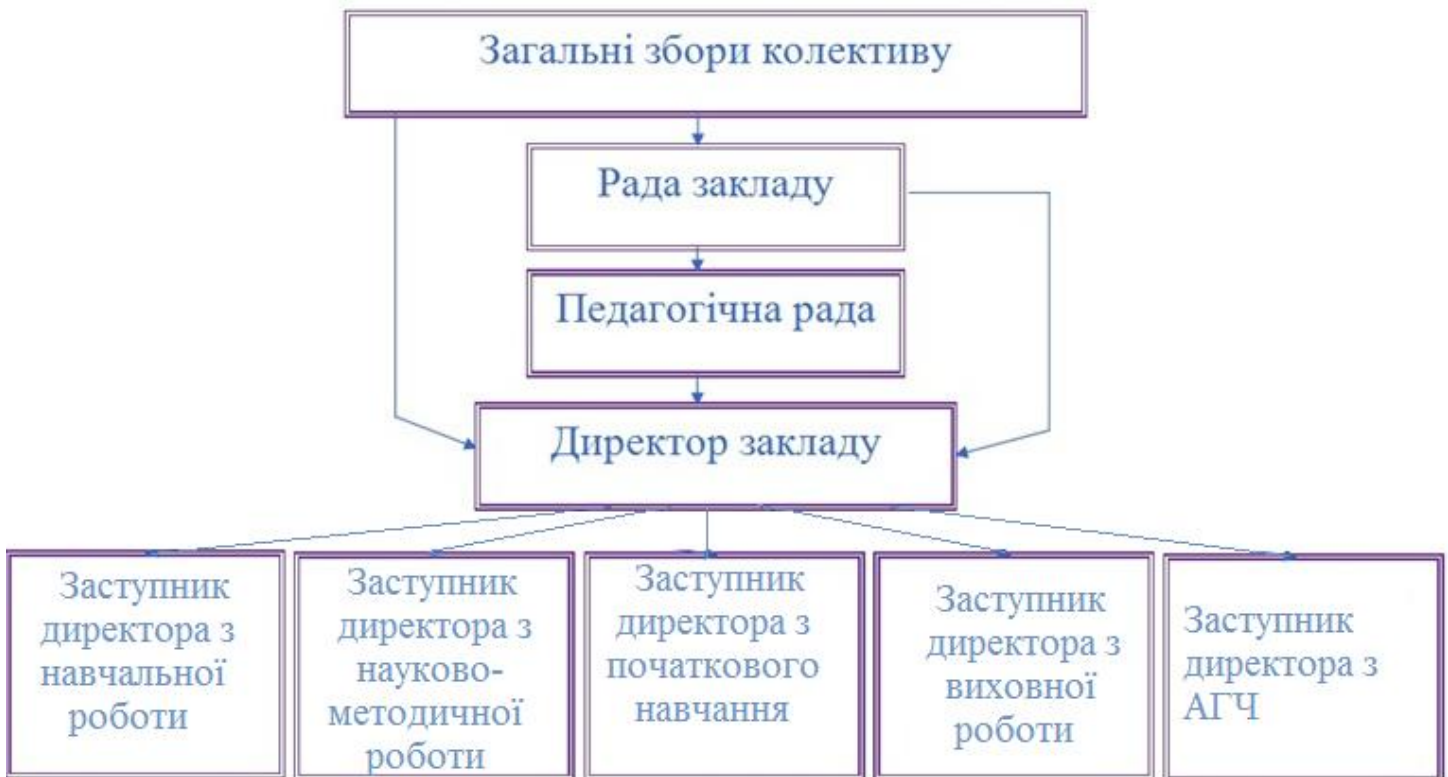 Загальні збори колективу
Рада закладу
Педагогічна рада
Директор закладу
Заступник
директора з
навчальної
роботи
Заступник
директора з
науково-
методичної
роботи
Заступник
директора з
початкового
навчання
Заступник
директора з
виховної
роботи
Заступник
директора з
АГЧ